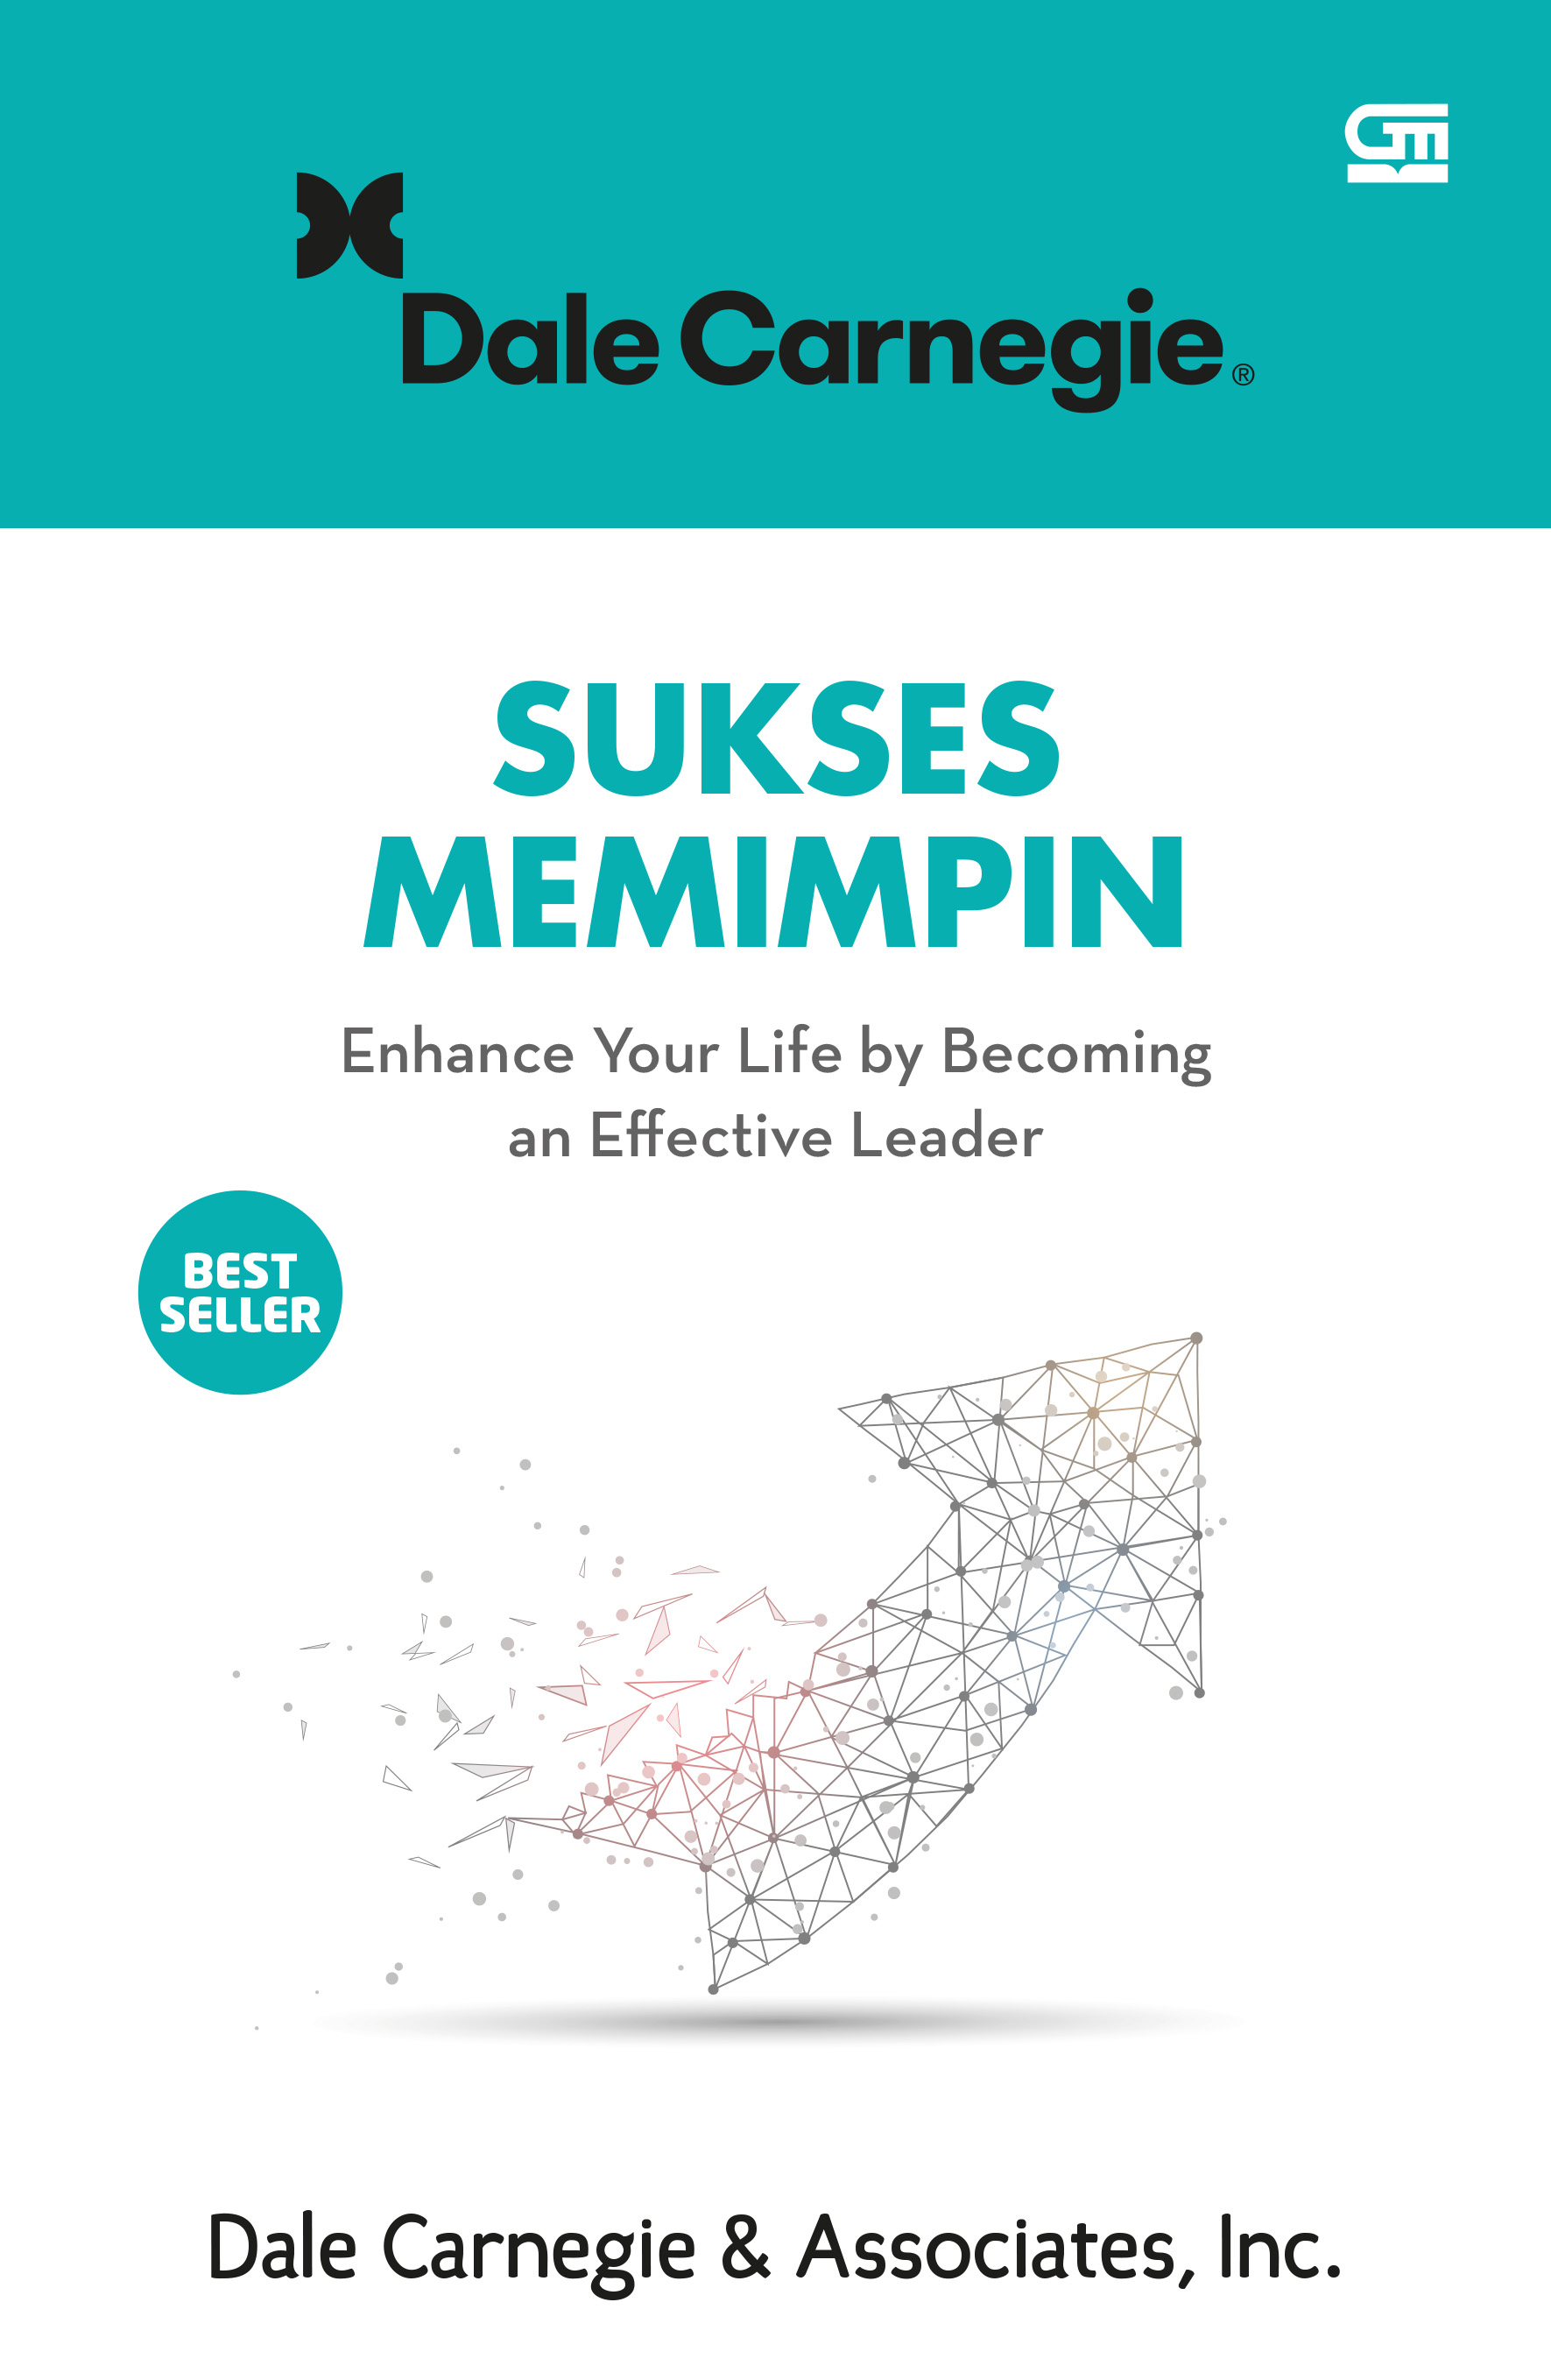 Dale Carnegie®
SUKSES
MEMIMPIN
Enhance Your Life by Becoming
an Effective Leader
BEST
SELLER
Dale Carnegie & Associates, Inc.